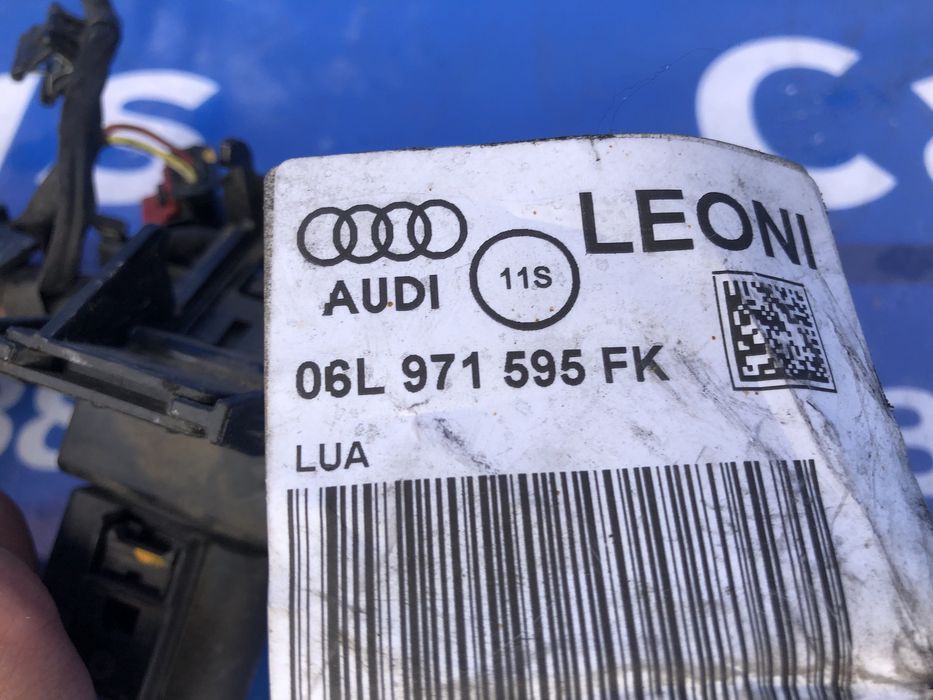 LEONI
AUDI
11S
06L 971 595 FK
LUA